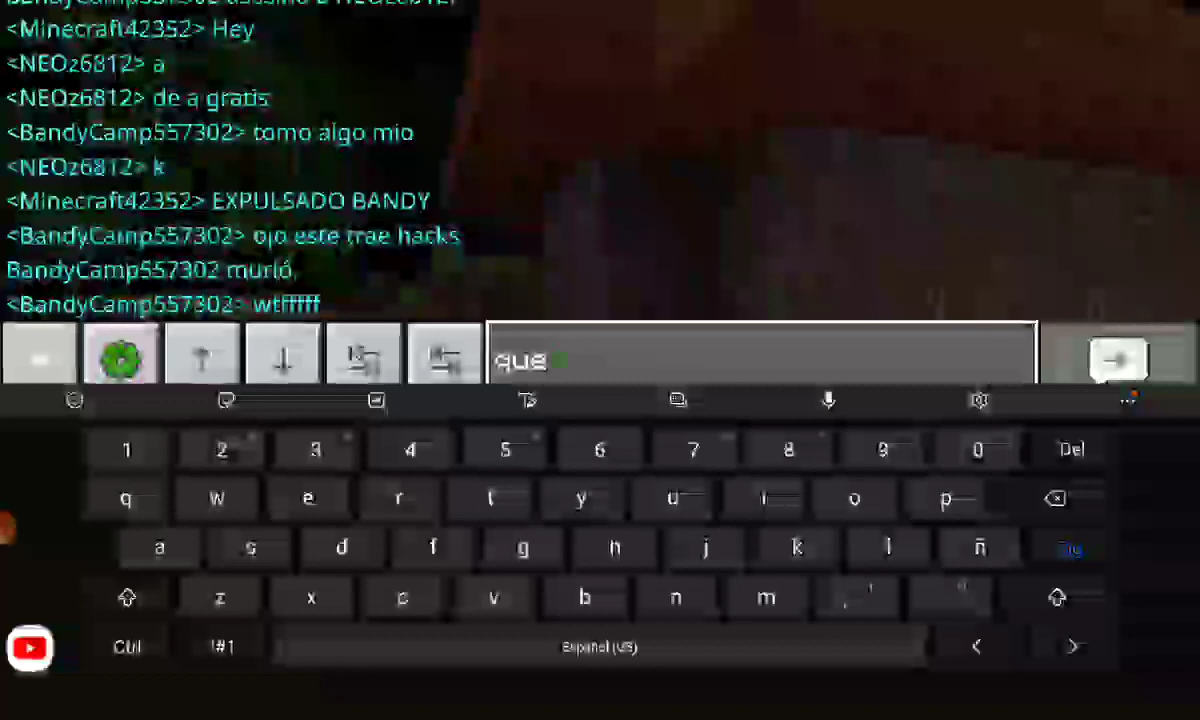 <Minecraft42352> Hey
<NEOz6812> a
<NEOz6812> de a gratis
<BandyCamp557302> tomo algo mio
<NEOz6812> k
<Minecraft42352> EXPULSADO BANDY
<BandyCamp557302> ojo este trae hacks
BandyCamp557302 murió.
<BandyCamp557302> wtffffff
que
1 2 3 4 5 6 7 8 9 0 Del
q w e r t y u i o p
a s d f g h j k l ñ
z x c v b n m
Ctrl !#1 Español (US) < >